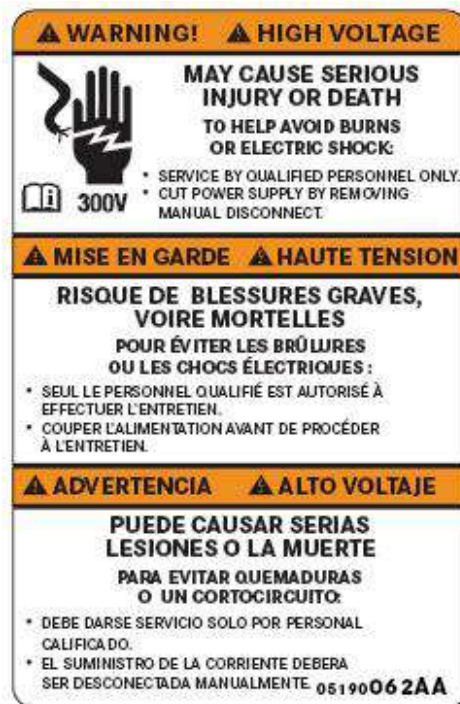 WARNING! HIGH VOLTAGE
MAY CAUSE SERIOUS
INJURY OR DEATH
TO HELP AVOID BURNS
OR ELECTRIC SHOCK:
• SERVICE BY QUALIFIED PERSONNEL ONLY.
• CUT POWER SUPPLY BY REMOVING
MANUAL DISCONNECT.
i 300V
MISE EN GARDE HAUTE TENSION
RISQUE DE BLESSURES GRAVES,
VOIRE MORTELLES
POUR ÉVITER LES BRÛLURES
OU LES CHOCS ÉLECTRIQUES :
• SEUL LE PERSONNEL QUALIFIÉ EST AUTORISÉ À
EFFECTUER L'ENTRETIEN.
• COUPER L'ALIMENTATION AVANT DE PROCÉDER
À L'ENTRETIEN.
ADVERTENCIA ALTO VOLTAJE
PUEDE CAUSAR SERIAS
LESIONES O LA MUERTE
PARA EVITAR QUEMADURAS
O UN CORTOCIRCUITO:
• DEBE DARSE SERVICIO SOLO POR PERSONAL
CALIFICADO.
• EL SUMINISTRO DE LA CORRIENTE DEBERA
SER DESCONECTADA MANUALMENTE. 05190062AA